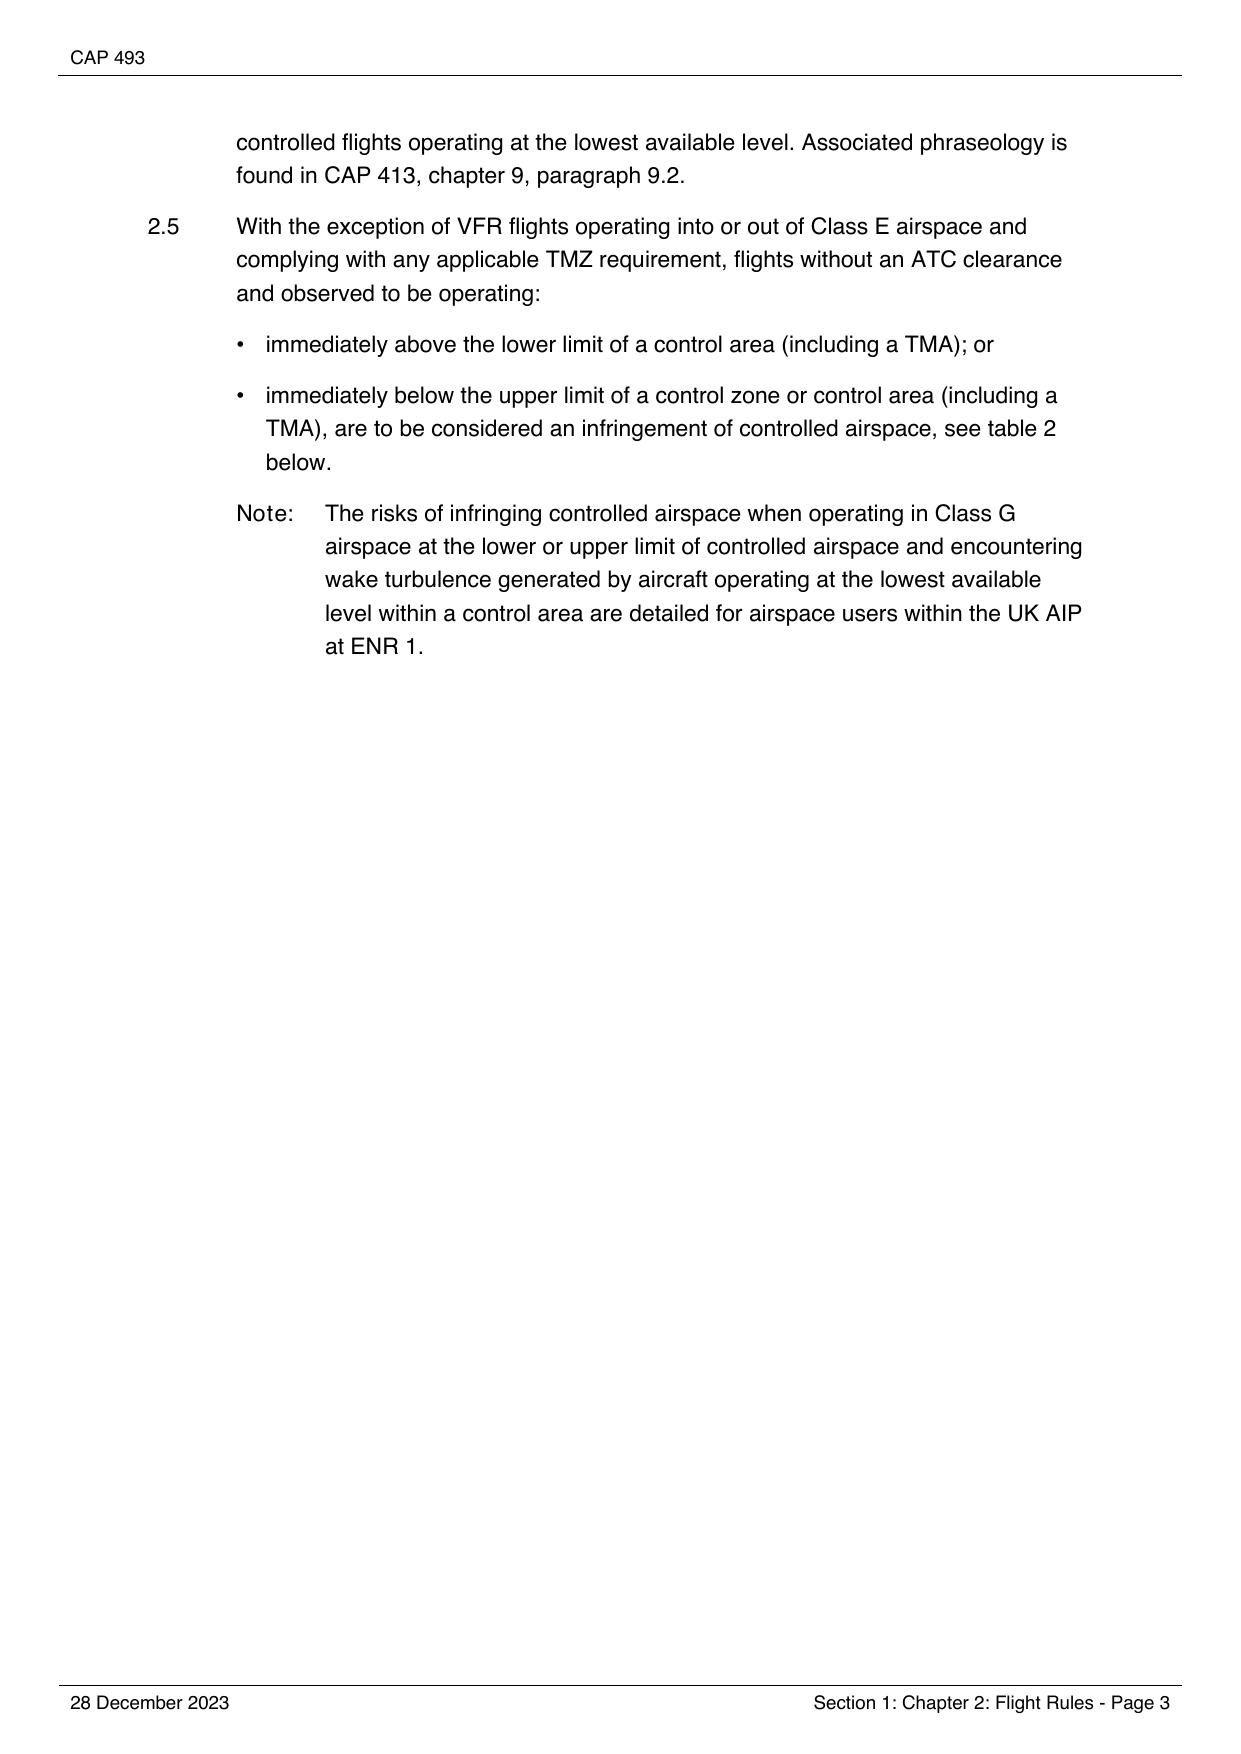 CAP 493
controlled flights operating at the lowest available level. Associated phraseology is
found in CAP 413, chapter 9, paragraph 9.2.
2.5 With the exception of VFR flights operating into or out of Class E airspace and
complying with any applicable TMZ requirement, flights without an ATC clearance
and observed to be operating:
• immediately above the lower limit of a control area (including a TMA); or
• immediately below the upper limit of a control zone or control area (including a
TMA), are to be considered an infringement of controlled airspace, see table 2
below.
Note: The risks of infringing controlled airspace when operating in Class G
airspace at the lower or upper limit of controlled airspace and encountering
wake turbulence generated by aircraft operating at the lowest available
level within a control area are detailed for airspace users within the UK AIP
at ENR 1.
28 December 2023 Section 1: Chapter 2: Flight Rules - Page 3